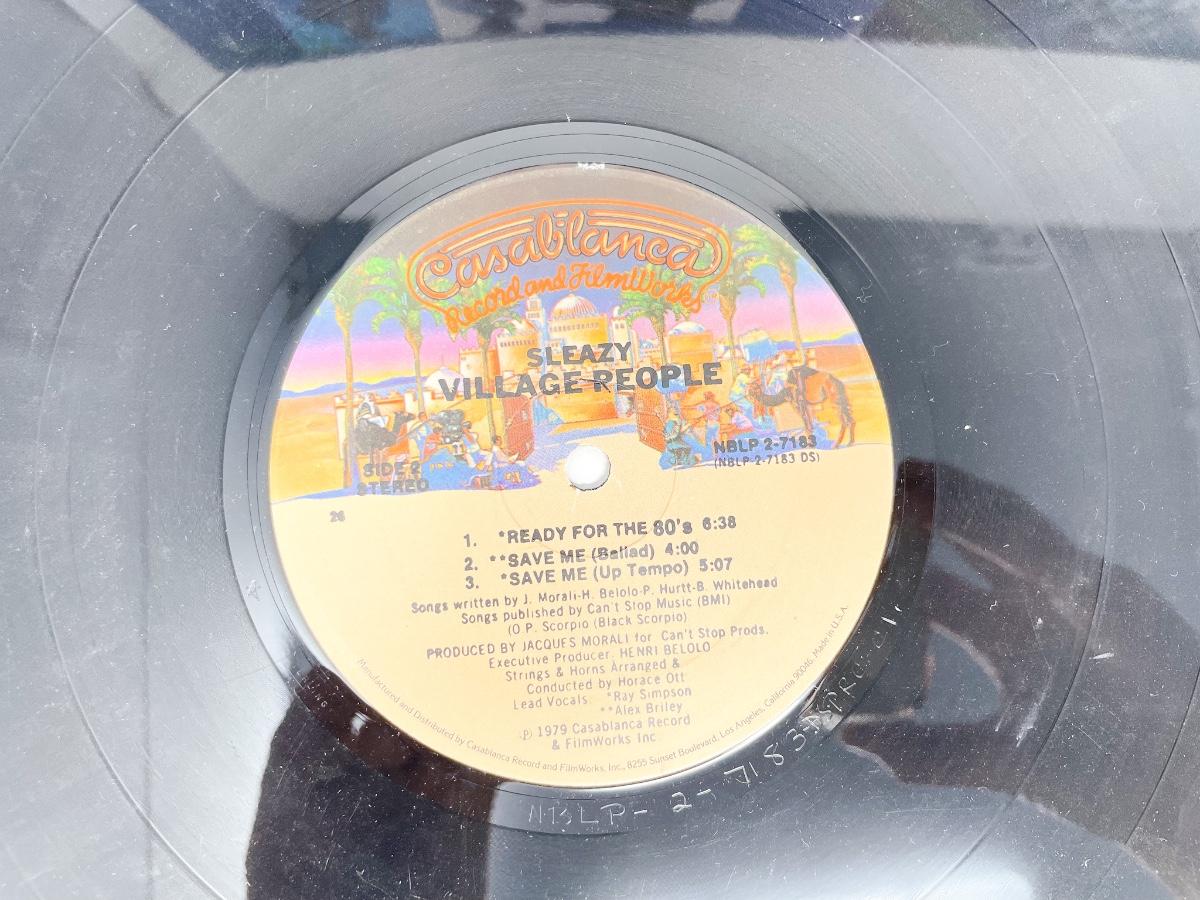 Casablanca
Record and FilmWorks
SLEAZY
VILLAGE PEOPLE
SIDE 2
STEREO
NBLP 2-7183
(NBLP-2-7183 DS)
26
1. *READY FOR THE 80's 6:38
2. **SAVE ME (Ballad) 4:00
3. *SAVE ME (Up Tempo) 5:07
Songs written by J. Morali-H. Belolo-P. Hurtt-B. Whitehead
Songs published by Can't Stop Music (BMI)
(O P. Scorpio (Black Scorpio)
PRODUCED BY JACQUES MORALI for Can't Stop Prods.
Executive Producer: HENRI BELOLO
Strings & Horns Arranged &
Conducted by Horace Ott
Lead Vocals: *Ray Simpson
**Alex Briley
℗ 1979 Casablanca Record
& FilmWorks Inc.
Manufactured and Distributed by Casablanca Record and FilmWorks, Inc., 8255 Sunset Boulevard, Los Angeles, California 90046. Made in U.S.A.
NBLP-2-7183